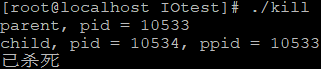 [root@localhost IOtest]# ./kill
parent, pid = 10533
child, pid = 10534, ppid = 10533
已杀死